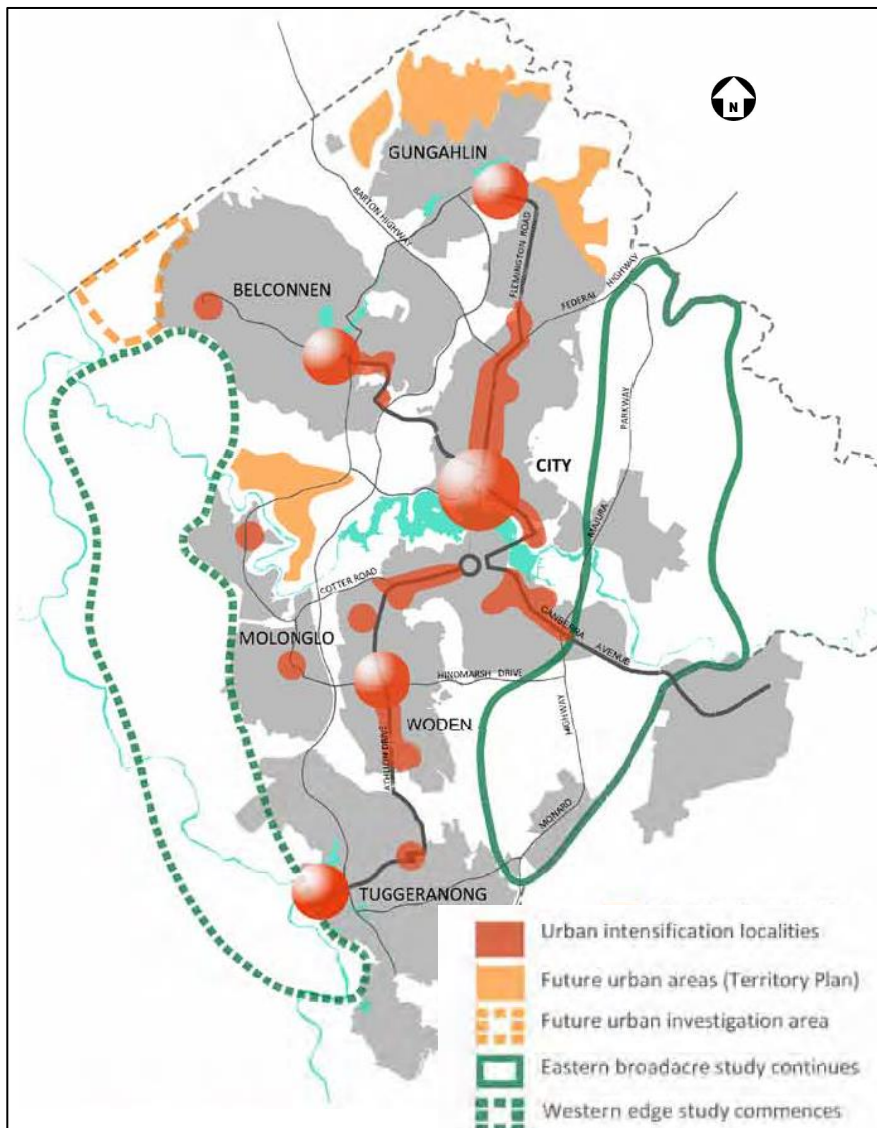 N
GUNGAHLIN
BARTON HIGHWAY
FLEMINGTON ROAD
FEDERAL HIGHWAY
BELCONNEN
PARKWAY
CITY
MAJURA
COTTER ROAD
CANBERRA AVENUE
MOLONGLO
HINDMARSH DRIVE
WODEN
HIGHWAY
ATHLLON DRIVE
MONARO
TUGGERANONG
Urban intensification localities
Future urban areas (Territory Plan)
Future urban investigation area
Eastern broadacre study continues
Western edge study commences